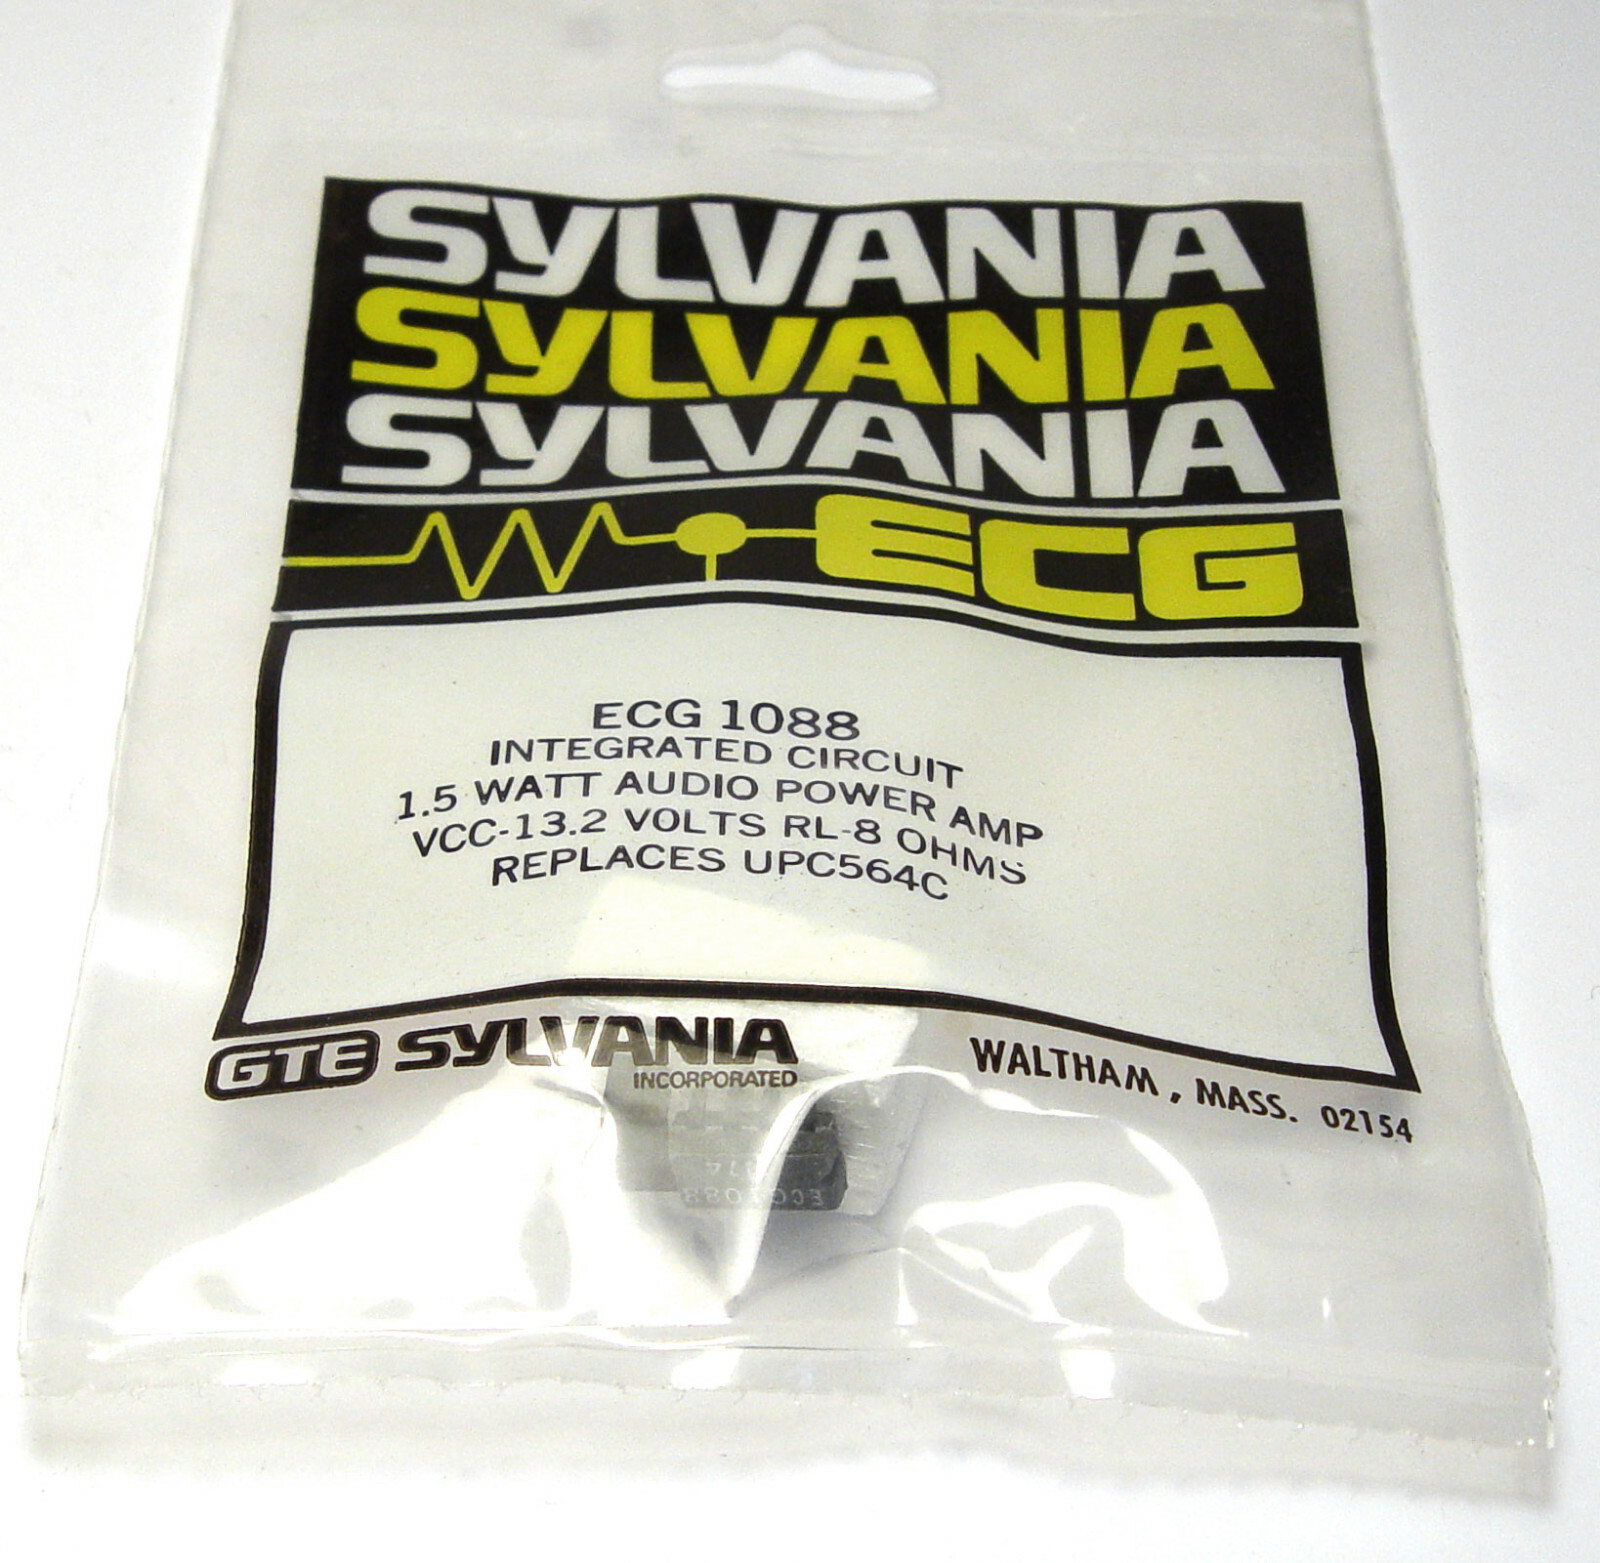 SYLVANIA
SYLVANIA
SYLVANIA
ECG
ECG 1088
INTEGRATED CIRCUIT
1.5 WATT AUDIO POWER AMP
VCC-13.2 VOLTS RL-8 OHMS
REPLACES UPC564C
GTE SYLVANIA
INCORPORATED
WALTHAM, MASS. 02154
ECG1088